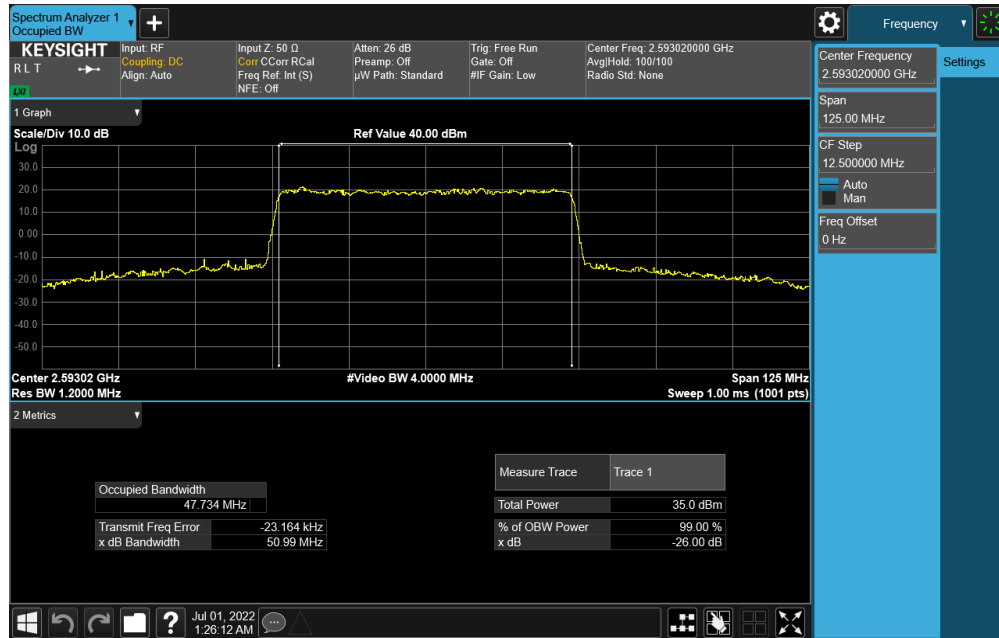 Spectrum Analyzer 1
Occupied BW
+
Frequency
KEYSIGHT
R L T
LXI
Input: RF
Coupling: DC
Align: Auto
Input Z: 50 Ω
Corr CCorr RCal
Freq Ref: Int (S)
NFE: Off
Atten: 26 dB
Preamp: Off
µW Path: Standard
Trig: Free Run
Gate: Off
#IF Gain: Low
Center Freq: 2.593020000 GHz
Avg|Hold: 100/100
Radio Std: None
Center Frequency
2.593020000 GHz
Settings
Span
125.00 MHz
CF Step
12.500000 MHz
Auto
Man
Freq Offset
0 Hz
1 Graph
Scale/Div 10.0 dB
Ref Value 40.00 dBm
Log
30.0
20.0
10.0
0.00
-10.0
-20.0
-30.0
-40.0
-50.0
Center 2.59302 GHz
#Video BW 4.0000 MHz
Span 125 MHz
Res BW 1.2000 MHz
Sweep 1.00 ms (1001 pts)
2 Metrics
Measure Trace
Trace 1
Occupied Bandwidth
47.734 MHz
Total Power
35.0 dBm
Transmit Freq Error
-23.164 kHz
% of OBW Power
99.00 %
x dB Bandwidth
50.99 MHz
x dB
-26.00 dB
?
Jul 01, 2022
1:26:12 AM